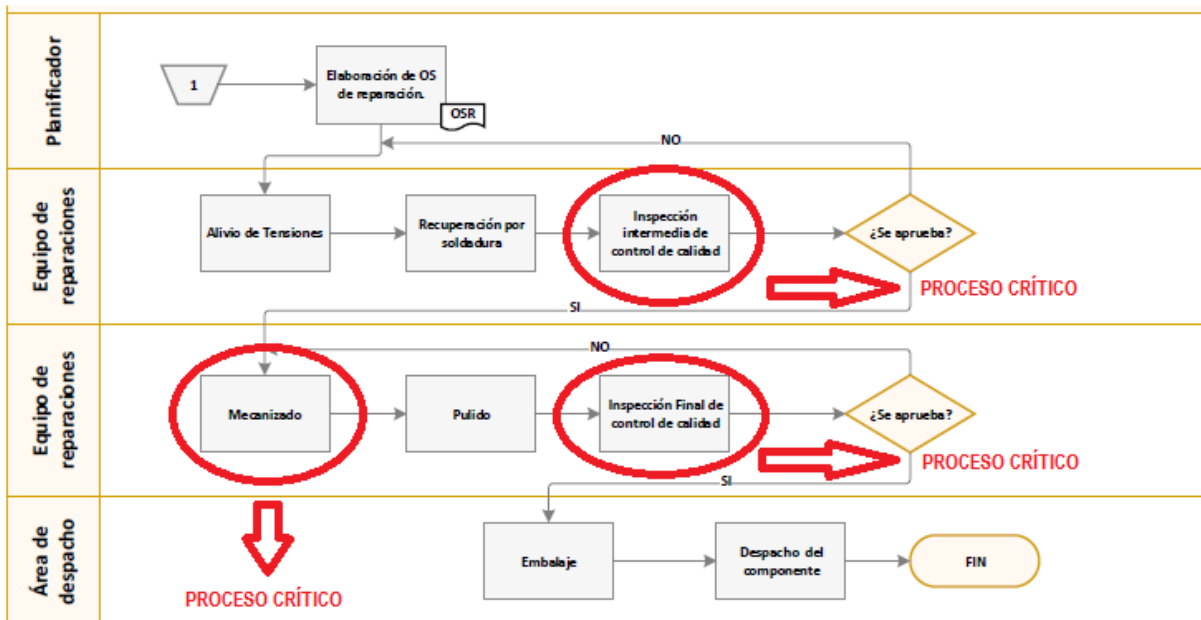 Planificador
1
Elaboración de OS
de reparación.
OSR
NO
Equipo de
reparaciones
Alivio de Tensiones
Recuperación por
soldadura
Inspección
intermedia de
control de calidad
¿Se aprueba?
PROCESO CRÍTICO
SI
Equipo de
reparaciones
NO
Mecanizado
Pulido
Inspección Final de
control de calidad
¿Se aprueba?
PROCESO CRÍTICO
SI
Área de
despacho
Embalaje
Despacho del
componente
FIN
PROCESO CRÍTICO